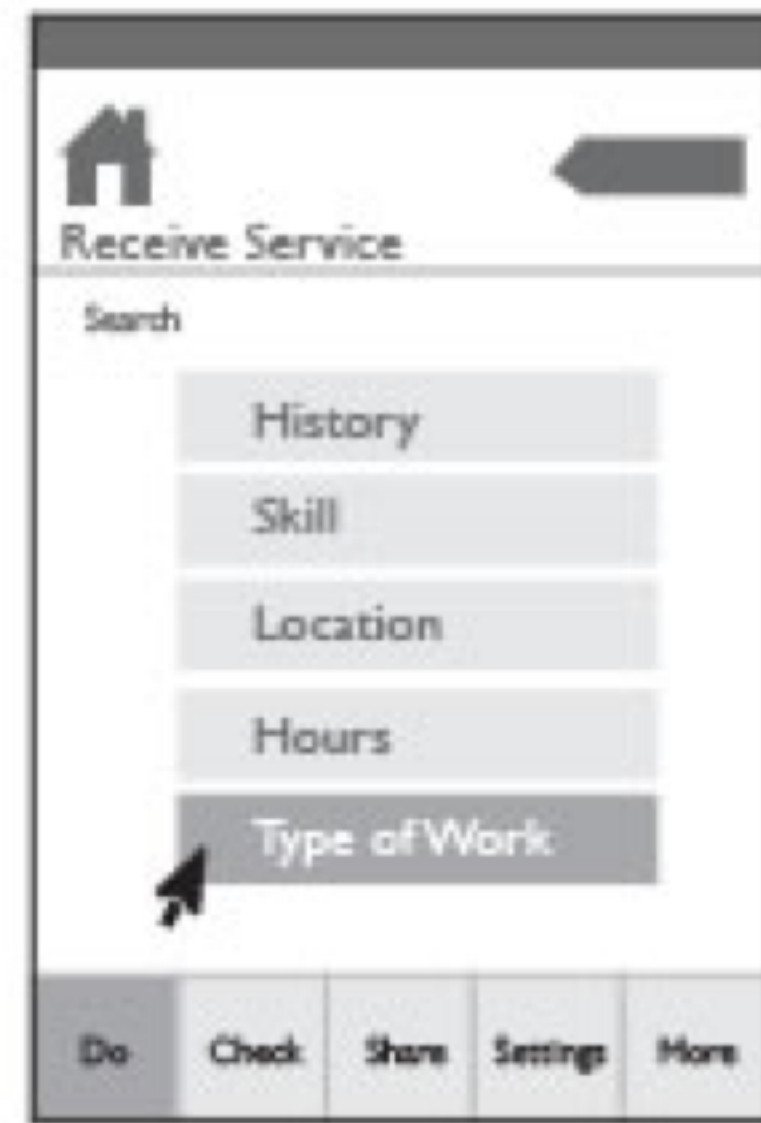 Receive Service
Search
History
Skill
Location
Hours
Type of Work
Do Check Share Settings More